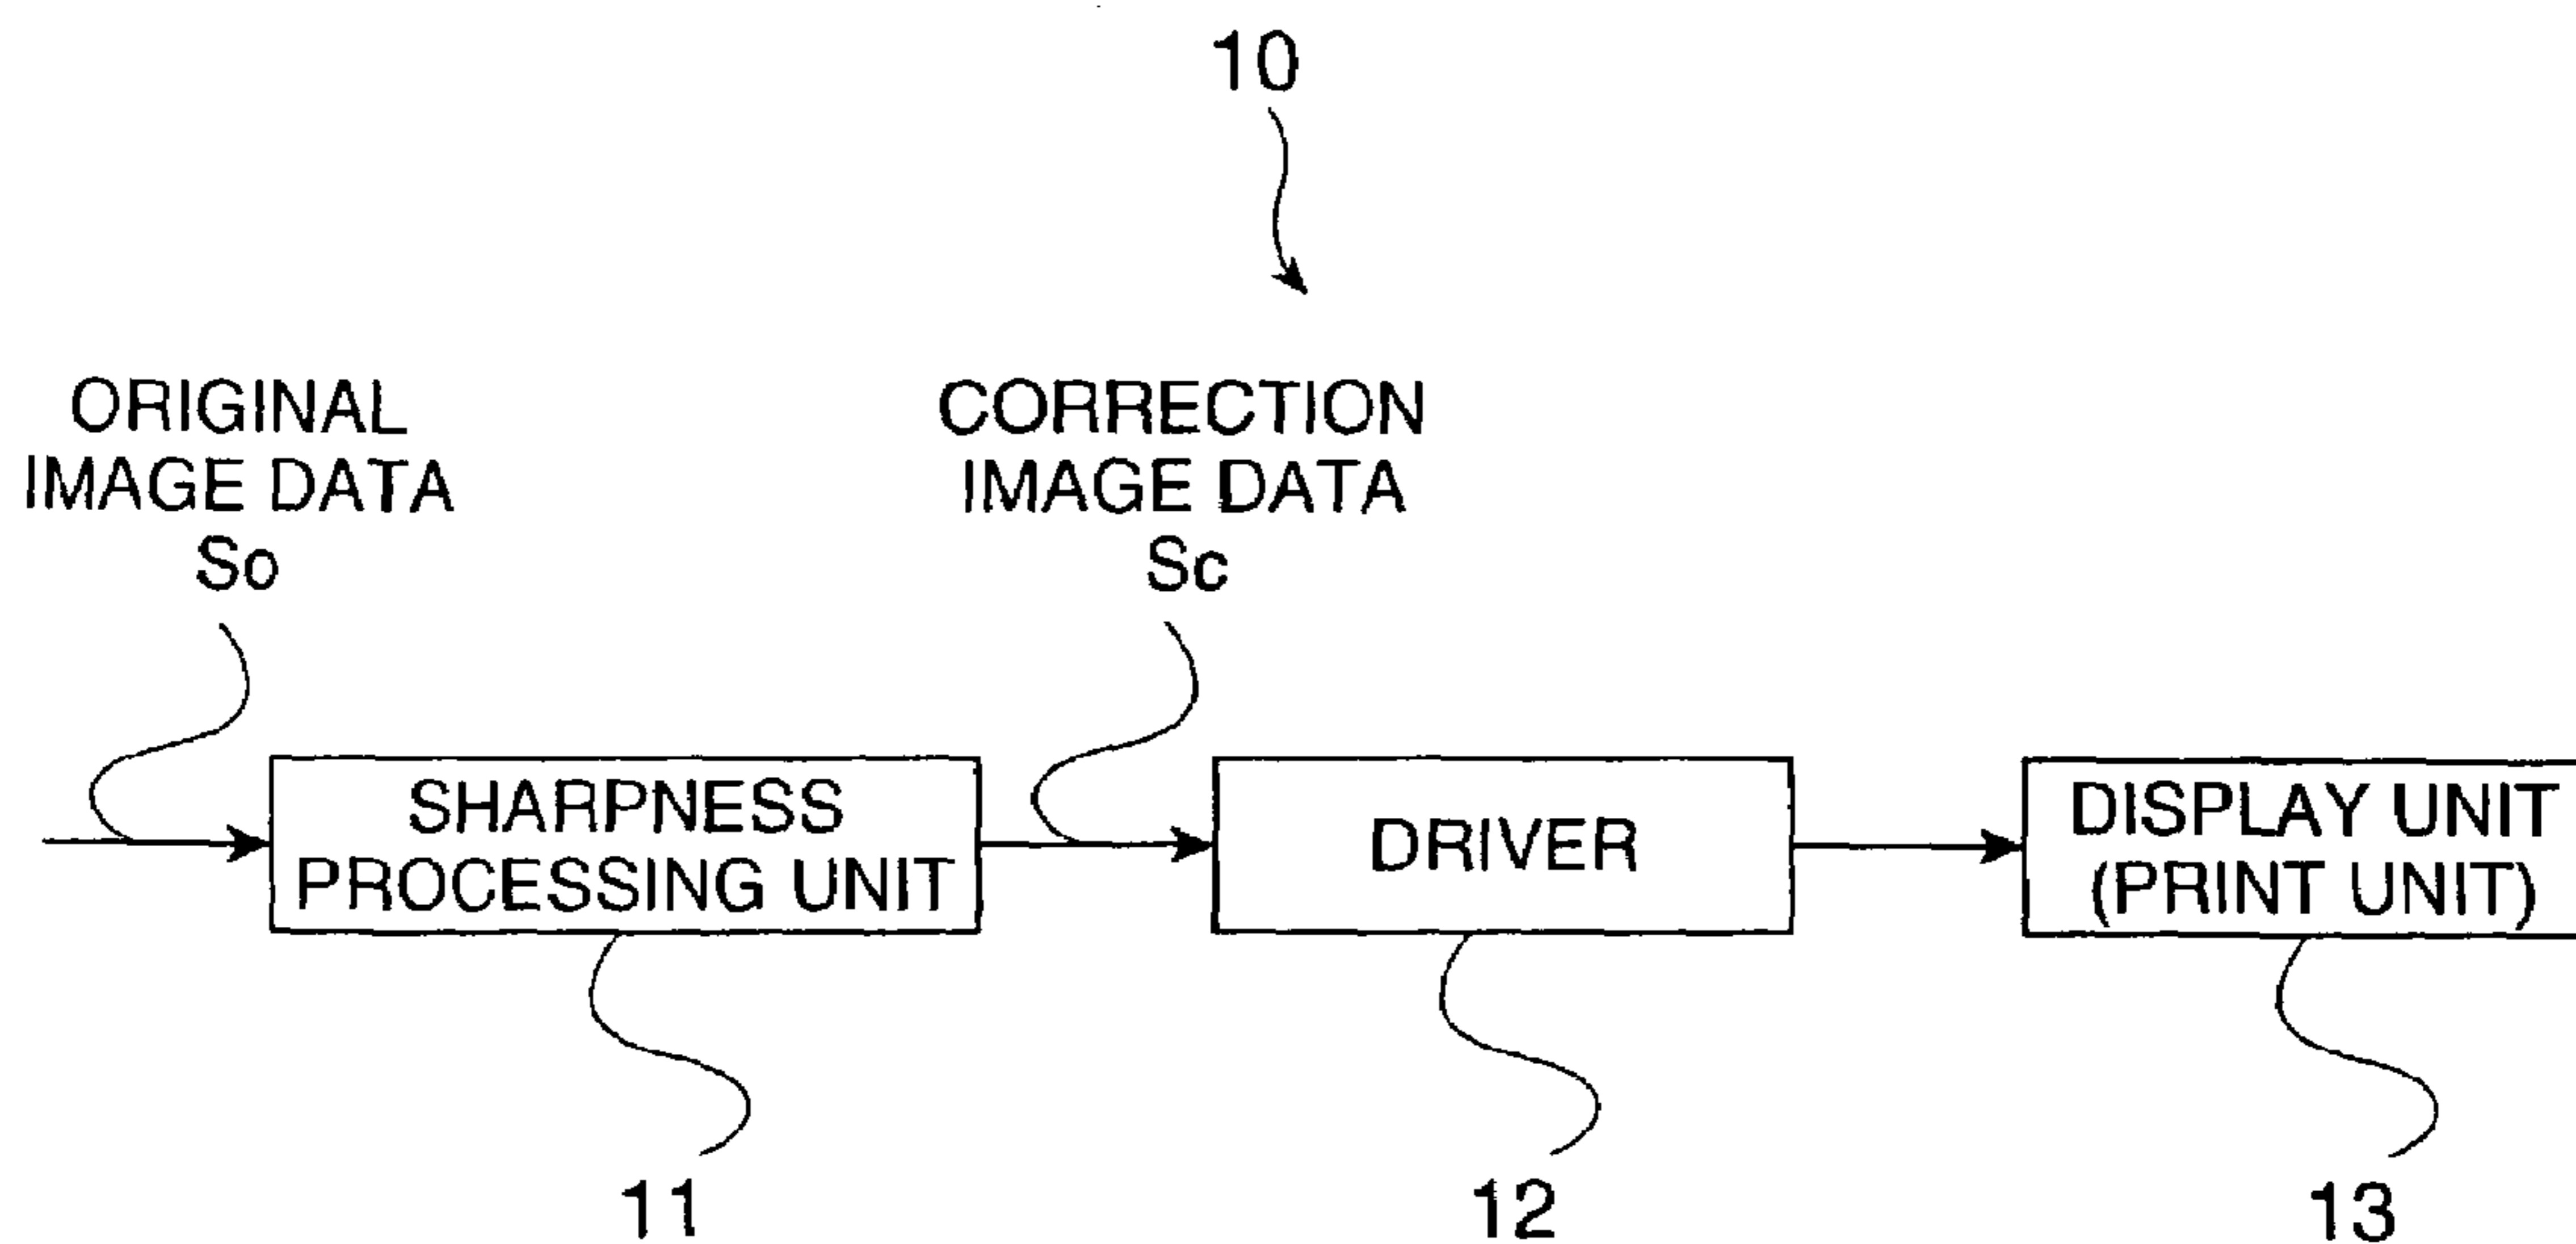 10
ORIGINAL
IMAGE DATA
So
CORRECTION
IMAGE DATA
Sc
SHARPNESS
PROCESSING UNIT
DRIVER
DISPLAY UNIT
(PRINT UNIT)
11
12
13